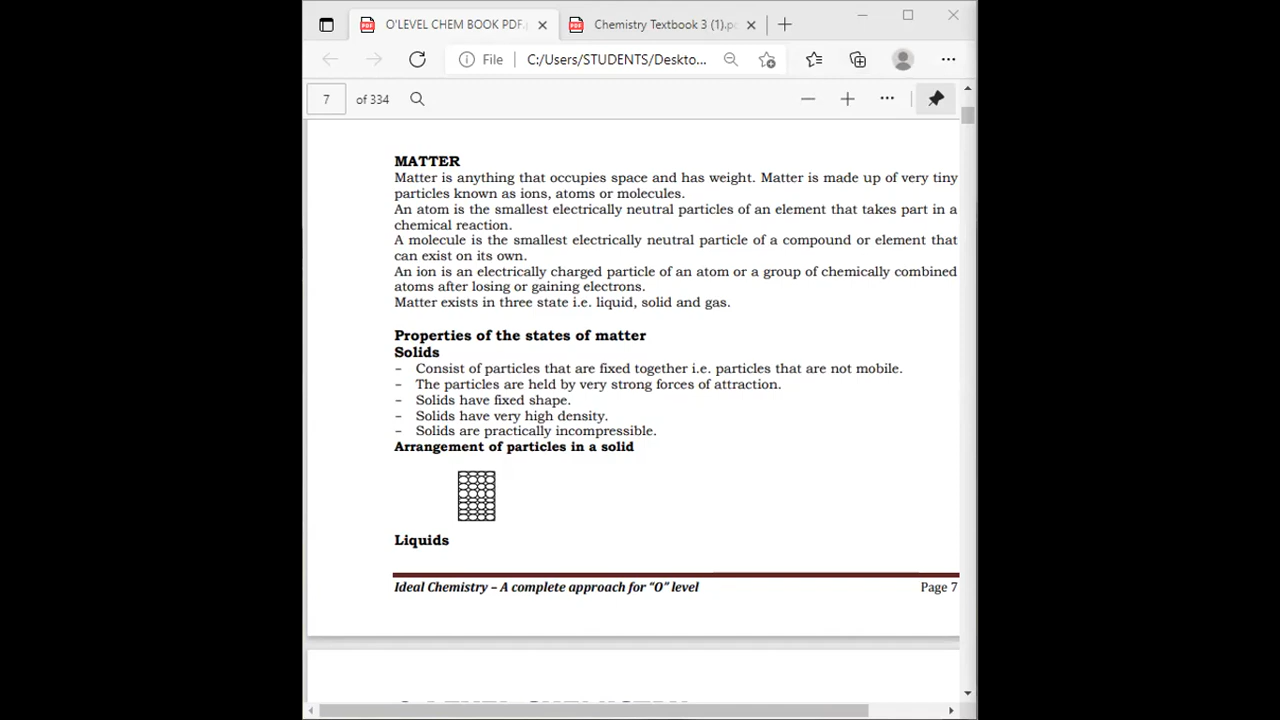 O'LEVEL CHEM BOOK PDF.
Chemistry Textbook 3 (1).p
File
C:/Users/STUDENTS/Deskto...
7 of 334
MATTER
Matter is anything that occupies space and has weight. Matter is made up of very tiny
particles known as ions, atoms or molecules.
An atom is the smallest electrically neutral particles of an element that takes part in a
chemical reaction.
A molecule is the smallest electrically neutral particle of a compound or element that
can exist on its own.
An ion is an electrically charged particle of an atom or a group of chemically combined
atoms after losing or gaining electrons.
Matter exists in three state i.e. liquid, solid and gas.
Properties of the states of matter
Solids
- Consist of particles that are fixed together i.e. particles that are not mobile.
- The particles are held by very strong forces of attraction.
- Solids have fixed shape.
- Solids have very high density.
- Solids are practically incompressible.
Arrangement of particles in a solid
Liquids
Ideal Chemistry – A complete approach for “O” level Page 7